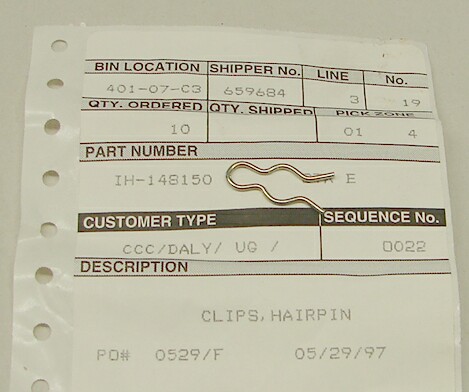 BIN LOCATION SHIPPER No. LINE No.
401-07-C3 659684 3 19
QTY. ORDERED QTY. SHIPPED PICK ZONE
10 01 4
PART NUMBER
IH-148150 E
CUSTOMER TYPE SEQUENCE No.
CCC/DALY/ VG / 0022
DESCRIPTION
CLIPS,HAIRPIN
PO# 0529/F 05/29/97